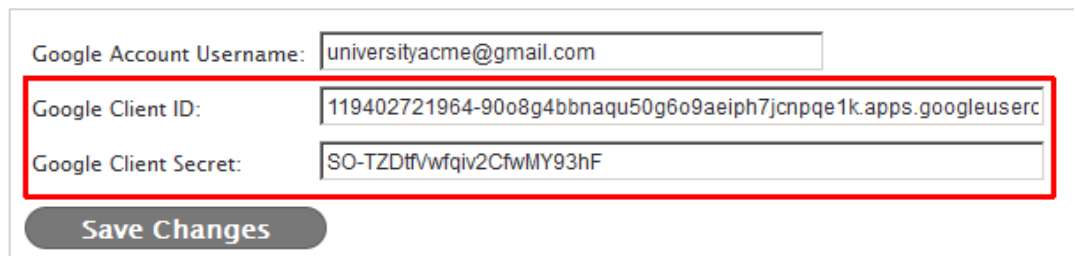 Google Account Username: universityacme@gmail.com
Google Client ID: 119402721964-90o8g4bbnaqu50g6o9aeiph7jcnpqe1k.apps.googleuserc
Google Client Secret: SO-TZDtfVwfqiv2CfwMY93hF
Save Changes